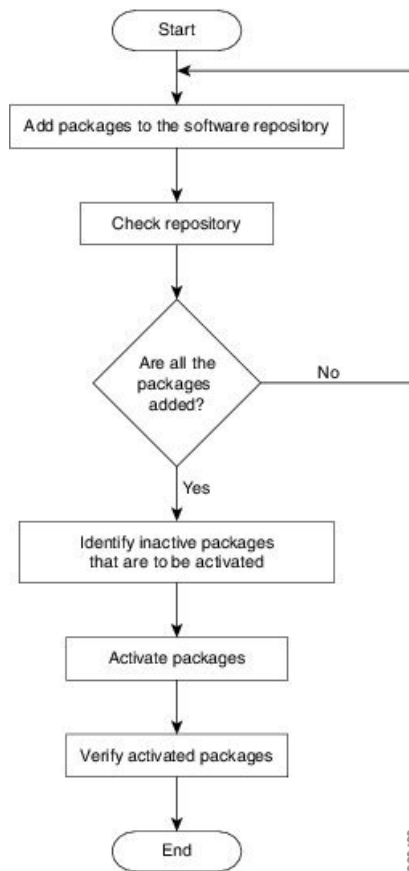 Start
Add packages to the software repository
Check repository
Are all the
packages
added?
No
Yes
Identify inactive packages
that are to be activated
Activate packages
Verify activated packages
End